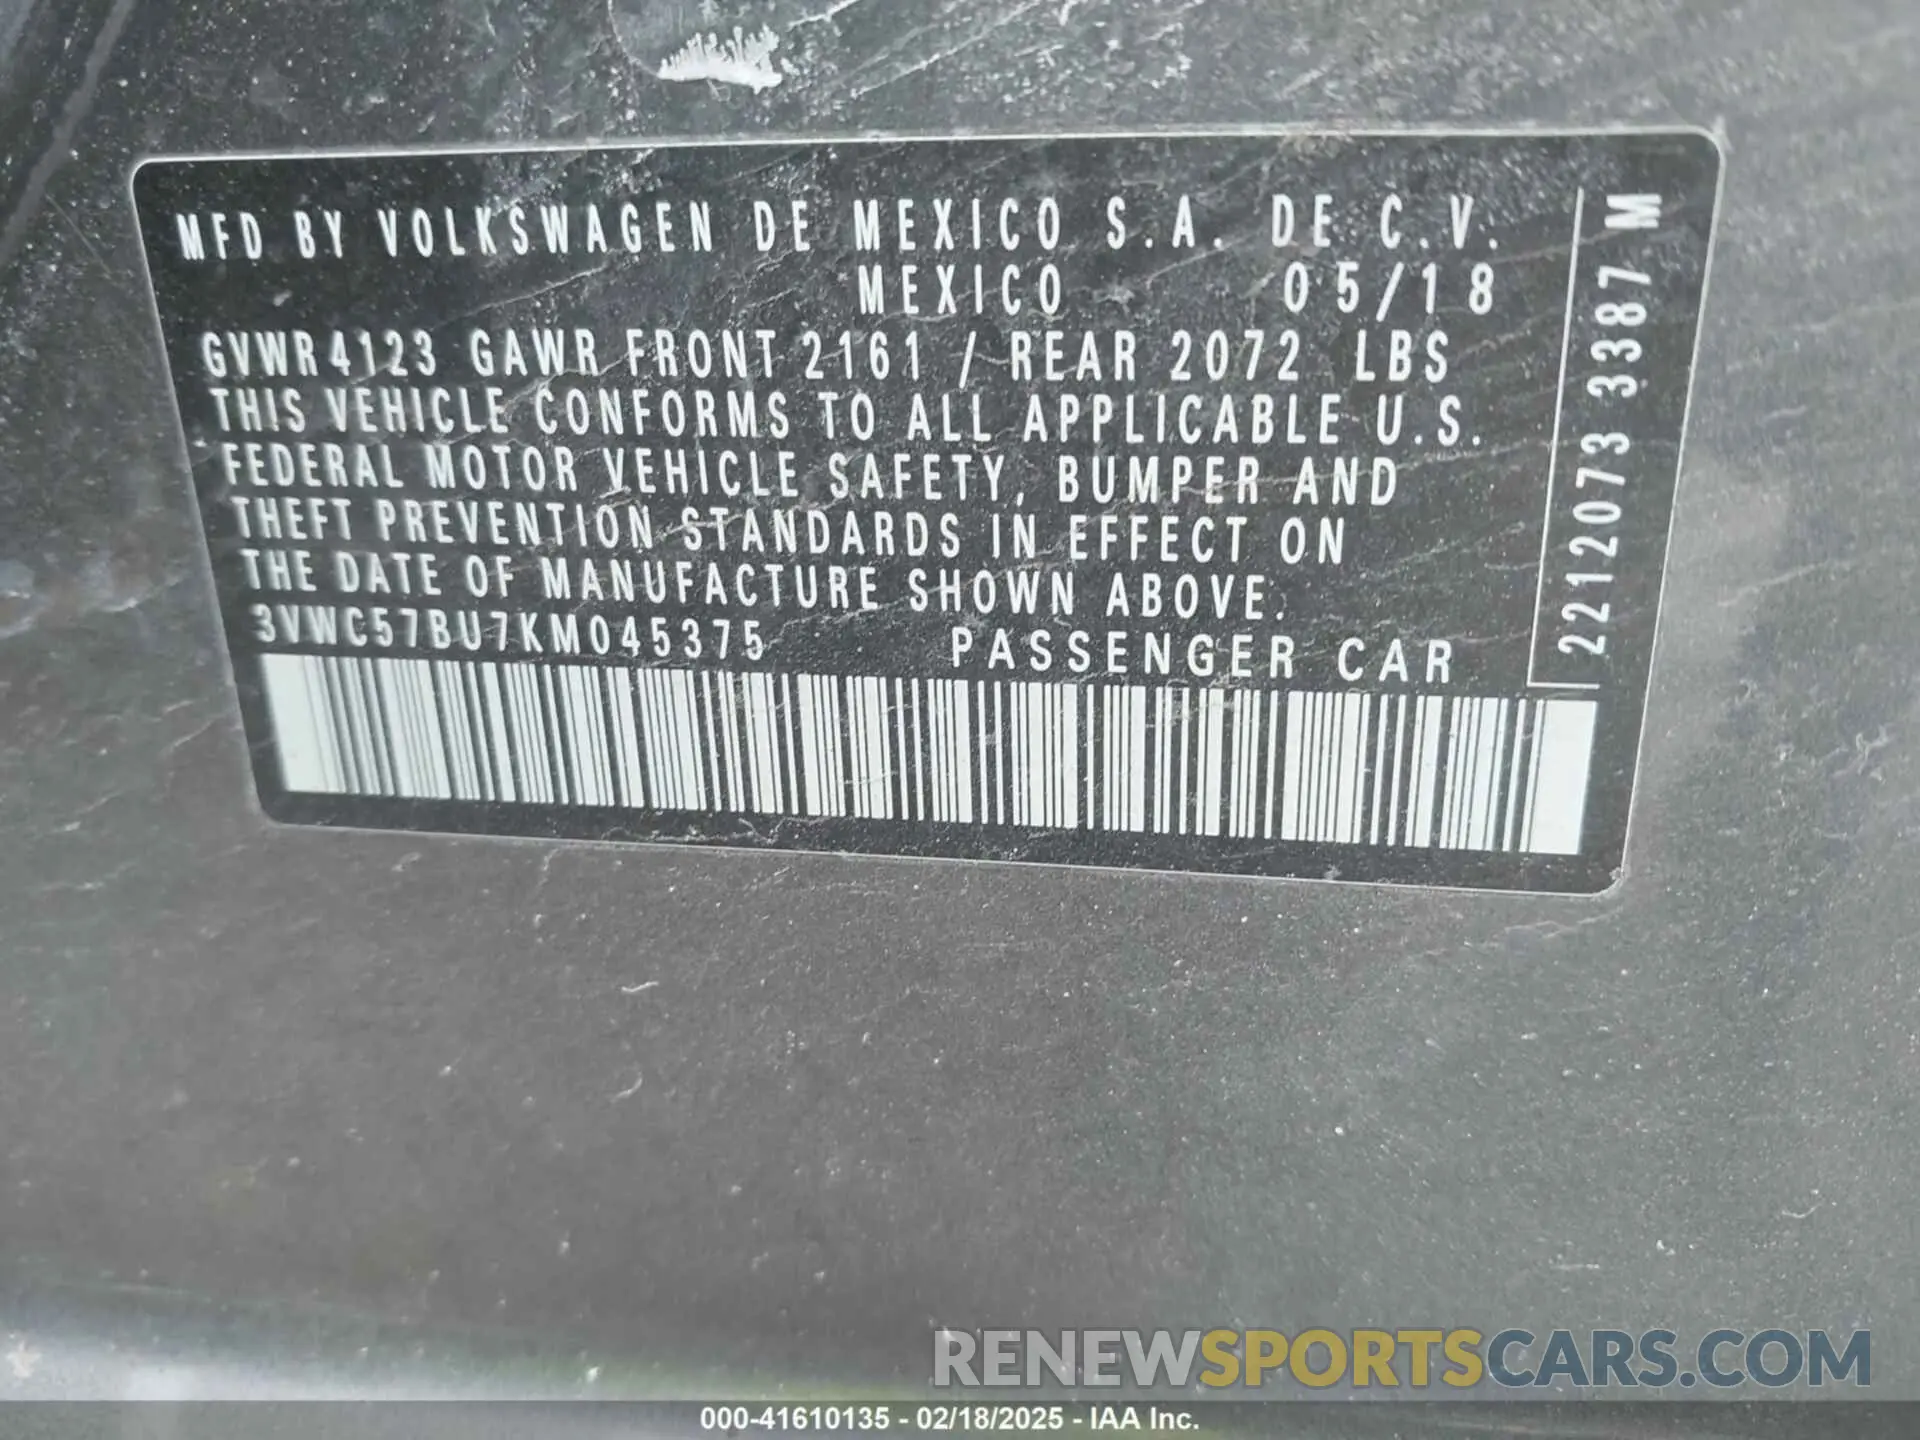 MFD BY VOLKSWAGEN DE MEXICO S.A. DE C.V.
MEXICO 05/18
GVWR 4123 GAWR FRONT 2161 / REAR 2072 LBS
THIS VEHICLE CONFORMS TO ALL APPLICABLE U.S.
FEDERAL MOTOR VEHICLE SAFETY, BUMPER AND
THEFT PREVENTION STANDARDS IN EFFECT ON
THE DATE OF MANUFACTURE SHOWN ABOVE.
3VWC57BU7KM045375 PASSENGER CAR
2212073 3387 M
RENEWSPORTSCARS.COM
000-41610135 - 02/18/2025 - IAA Inc.